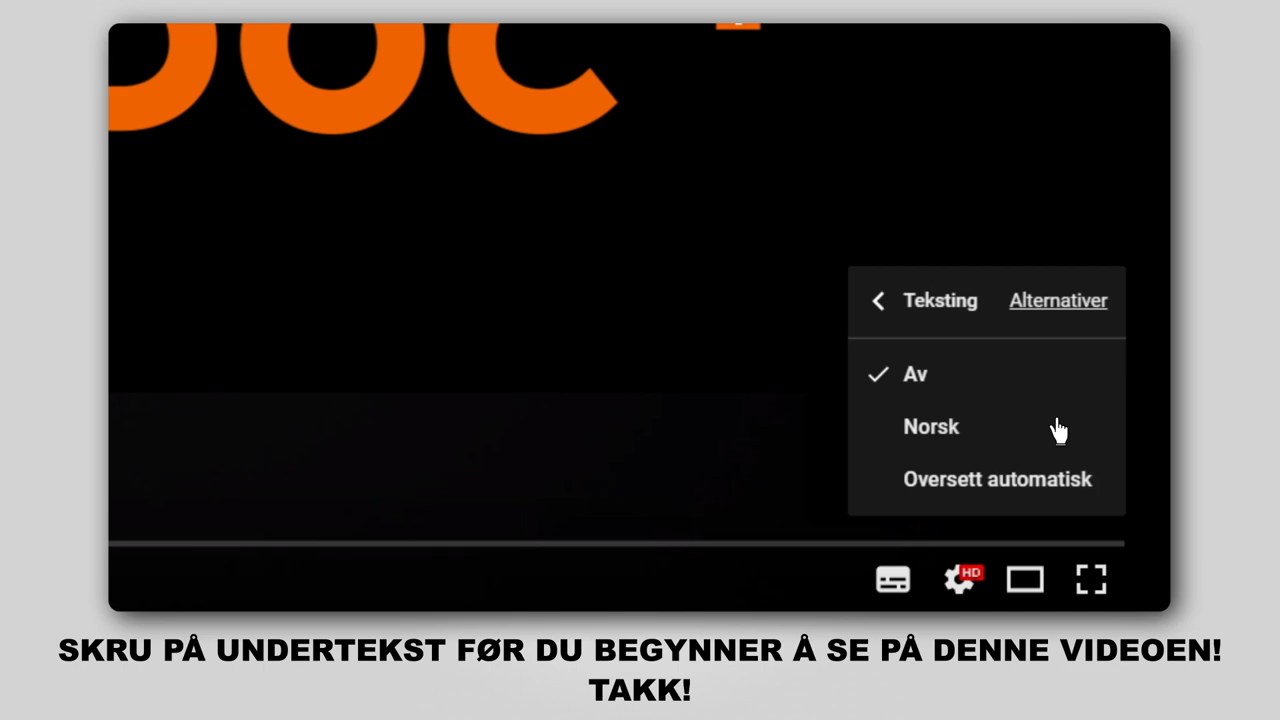 Teksting Alternativer
Av
Norsk
Oversett automatisk
HD
SKRU PÅ UNDERTEKST FØR DU BEGYNNER Å SE PÅ DENNE VIDEOEN!
TAKK!